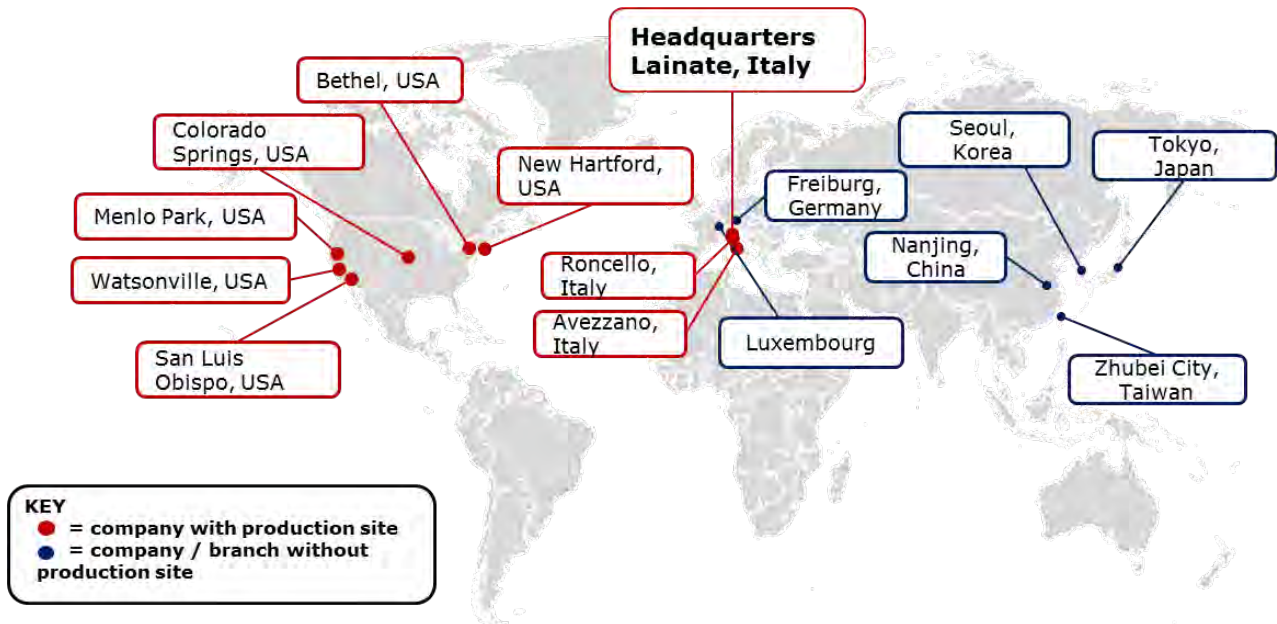 Headquarters
Lainate, Italy
Bethel, USA
Colorado
Springs, USA
New Hartford,
USA
Menlo Park, USA
Watsonville, USA
San Luis
Obispo, USA
Freiburg,
Germany
Roncello,
Italy
Avezzano,
Italy
Luxembourg
Seoul,
Korea
Tokyo,
Japan
Nanjing,
China
Zhubei City,
Taiwan
KEY
= company with production site
= company / branch without
production site